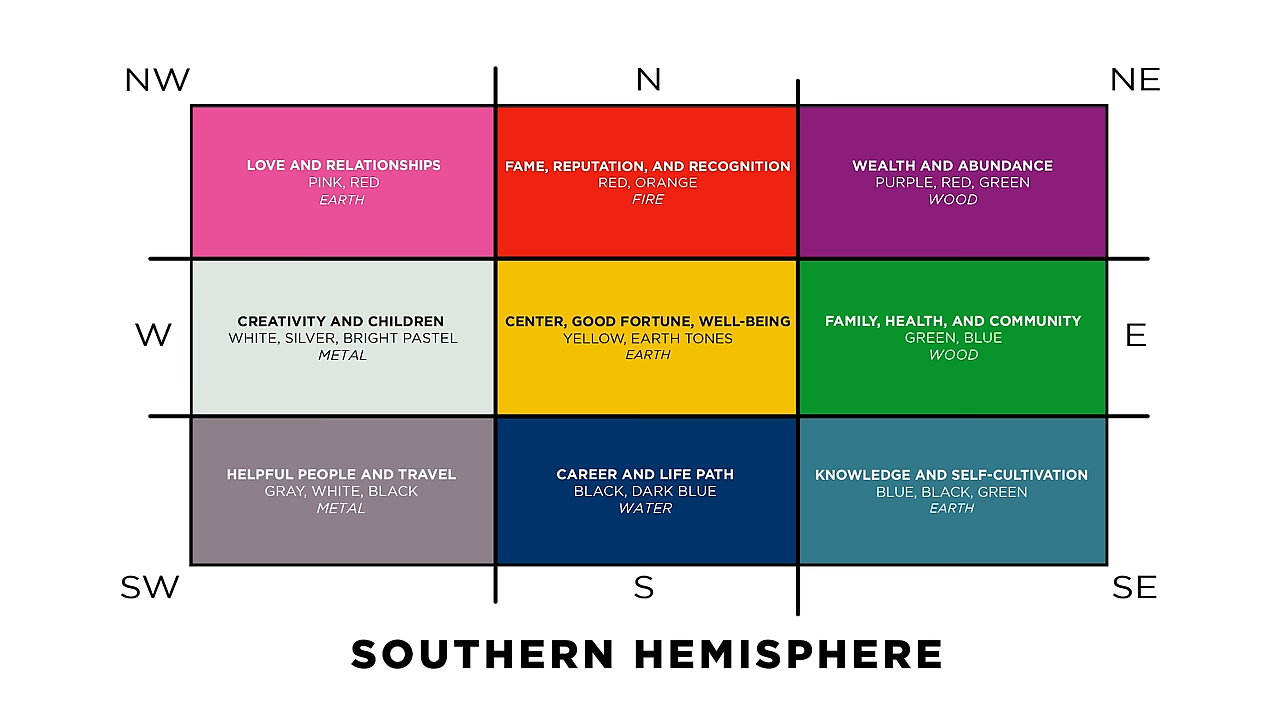 NW
N
NE
LOVE AND RELATIONSHIPS
PINK, RED
EARTH
FAME, REPUTATION, AND RECOGNITION
RED, ORANGE
FIRE
WEALTH AND ABUNDANCE
PURPLE, RED, GREEN
WOOD
W
CREATIVITY AND CHILDREN
WHITE, SILVER, BRIGHT PASTEL
METAL
CENTER, GOOD FORTUNE, WELL-BEING
YELLOW, EARTH TONES
EARTH
FAMILY, HEALTH, AND COMMUNITY
GREEN, BLUE
WOOD
E
HELPFUL PEOPLE AND TRAVEL
GRAY, WHITE, BLACK
METAL
CAREER AND LIFE PATH
BLACK, DARK BLUE
WATER
KNOWLEDGE AND SELF-CULTIVATION
BLUE, BLACK, GREEN
EARTH
SW
S
SE
SOUTHERN HEMISPHERE